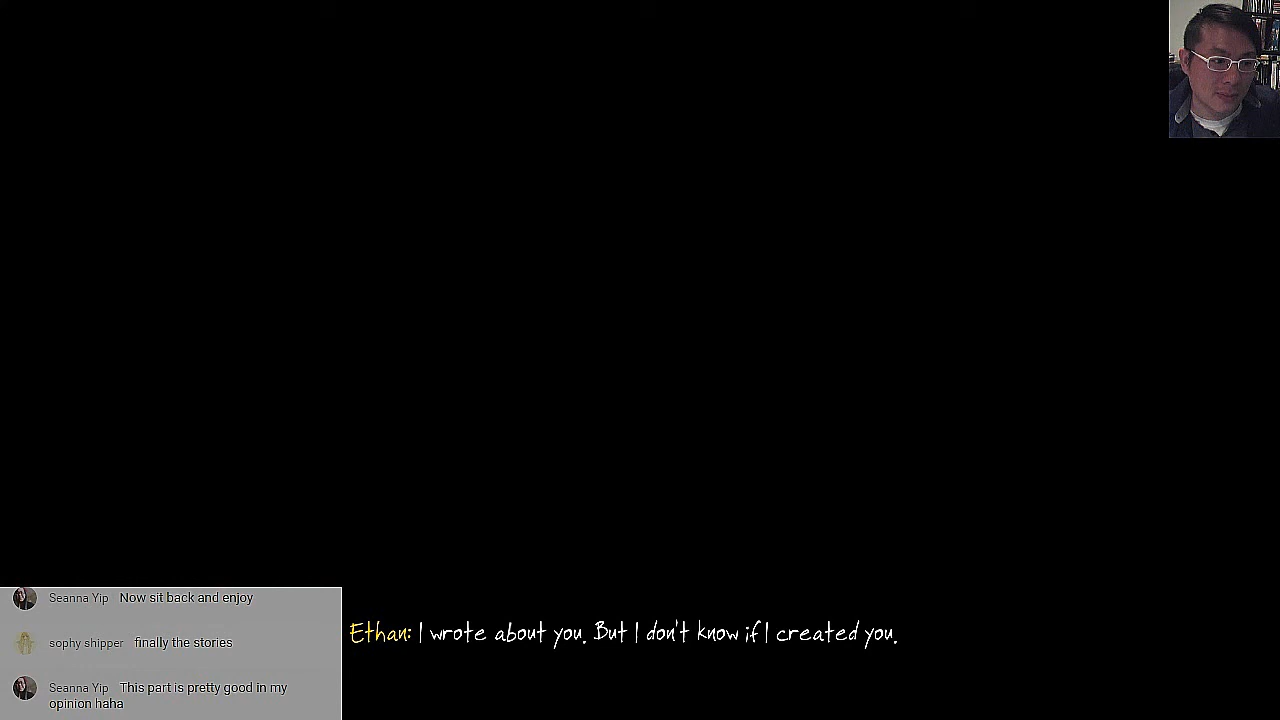 Seanna Yip Now sit back and enjoy
sophy shipper finally the stories
Seanna Yip This part is pretty good in my
opinion haha
Ethan: I wrote about you. But I don't know if I created you.